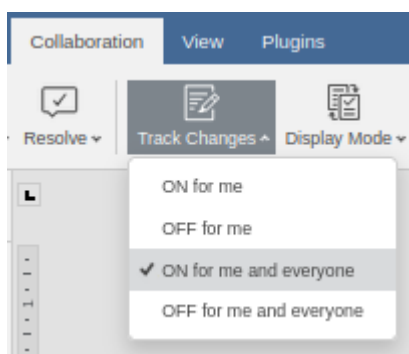 Collaboration View Plugins
Resolve Track Changes Display Mode
ON for me
OFF for me
ON for me and everyone
OFF for me and everyone
1